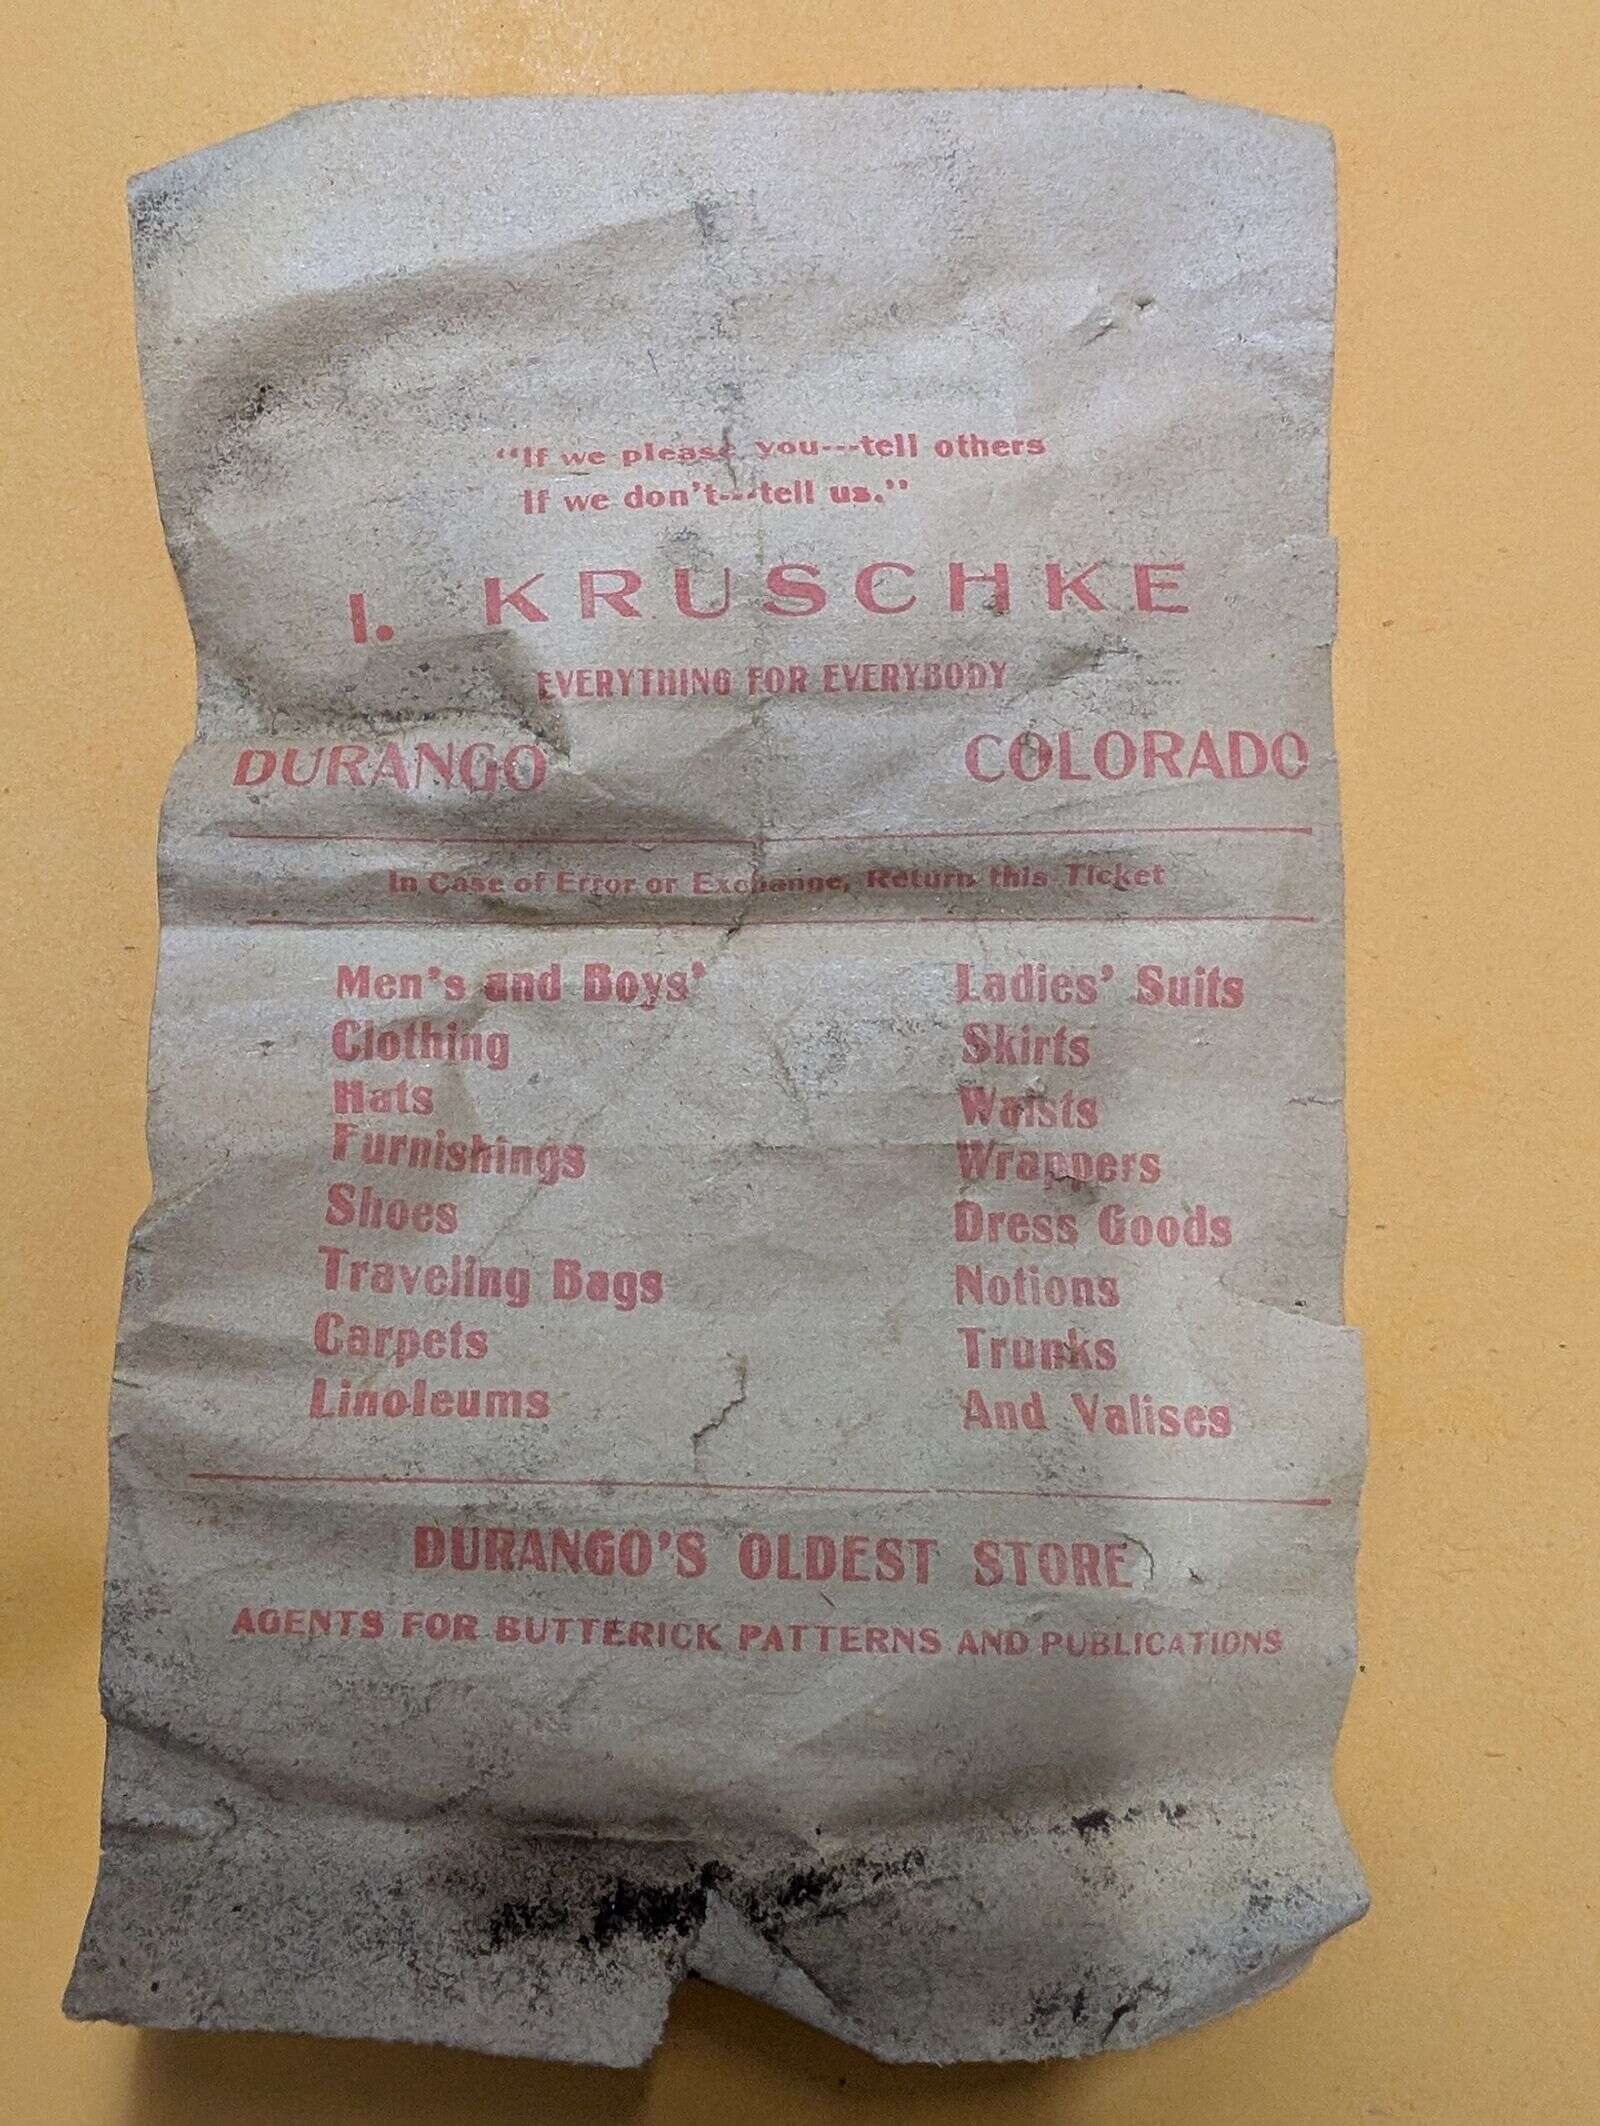 "If we please you---tell others
If we don't---tell us."
I. KRUSCHKE
EVERYTHING FOR EVERYBODY
DURANGO COLORADO
In Case of Error or Exchange, Return this Ticket
Men's and Boys'
Clothing
Hats
Furnishings
Shoes
Traveling Bags
Carpets
Linoleums
Ladies' Suits
Skirts
Waists
Wrappers
Dress Goods
Notions
Trunks
And Valises
DURANGO'S OLDEST STORE
AGENTS FOR BUTTERICK PATTERNS AND PUBLICATIONS